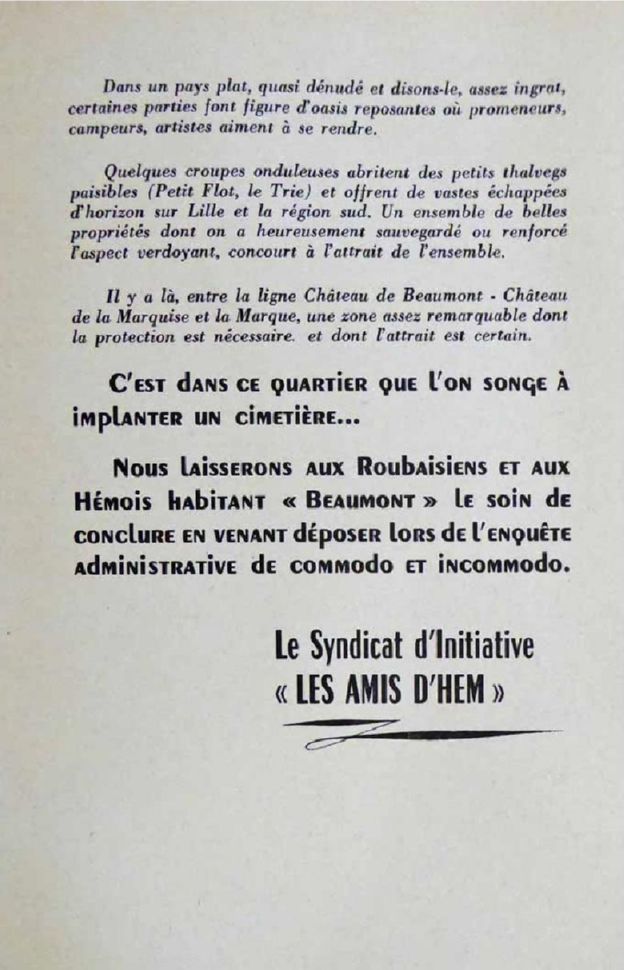 Dans un pays plat, quasi dénudé et disons-le, assez ingrat,
certaines parties font figure d'oasis reposantes où promeneurs,
campeurs, artistes aiment à se rendre.
Quelques croupes onduleuses abritent des petits thalvegs
paisibles (Petit Flot, le Trie) et offrent de vastes échappées
d'horizon sur Lille et la région sud. Un ensemble de belles
propriétés dont on a heureusement sauvegardé ou renforcé
l'aspect verdoyant, concourt à l'attrait de l'ensemble.
Il y a là, entre la ligne Château de Beaumont - Château
de la Marquise et la Marque, une zone assez remarquable dont
la protection est nécessaire. et dont l'attrait est certain.
C'est dans ce quartier que l'on songe à
implanter un cimetière...
Nous laisserons aux Roubaisiens et aux
Hémois habitant « Beaumont » le soin de
conclure en venant déposer lors de l'enquête
administrative de commodo et incommodo.
Le Syndicat d'Initiative
« LES AMIS D'HEM »